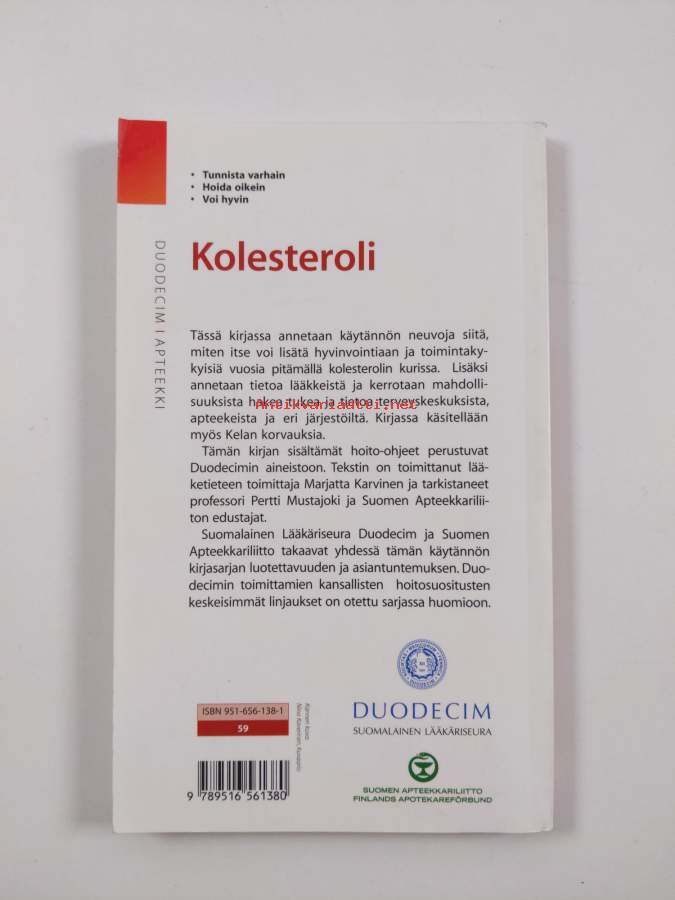 • Tunnista varhain
• Hoida oikein
• Voi hyvin
Kolesteroli
DUODECIM | APTEEKKI
Tässä kirjassa annetaan käytännön neuvoja siitä,
miten itse voi lisätä hyvinvointiaan ja toimintaky-
kyisiä vuosia pitämällä kolesterolin kurissa. Lisäksi
annetaan tietoa lääkkeistä ja kerrotaan mahdolli-
suuksista hakea tukea ja tietoa terveyskeskuksista,
Antikvariaatti.net
apteekeista ja eri järjestöiltä. Kirjassa käsitellään
myös Kelan korvauksia.
Tämän kirjan sisältämät hoito-ohjeet perustuvat
Duodecimin aineistoon. Tekstin on toimittanut lää-
ketieteen toimittaja Marjatta Karvinen ja tarkistaneet
professori Pertti Mustajoki ja Suomen Apteekkarilii-
ton edustajat.
Suomalainen Lääkäriseura Duodecim ja Suomen
Apteekkariliitto takaavat yhdessä tämän käytännön
kirjasarjan luotettavuuden ja asiantuntemuksen. Duo-
decimin toimittamien kansallisten hoitosuositusten
keskeisimmät linjaukset on otettu sarjassa huomioon.
ISBN 951-656-138-1
59
Kannen kuva
9 789516 561380
DUODECIM
DUODECIM
SUOMALAINEN LÄÄKÄRISEURA
SUOMEN APTEEKKARILIITTO
FINLANDS APOTEKAREFÖRBUND